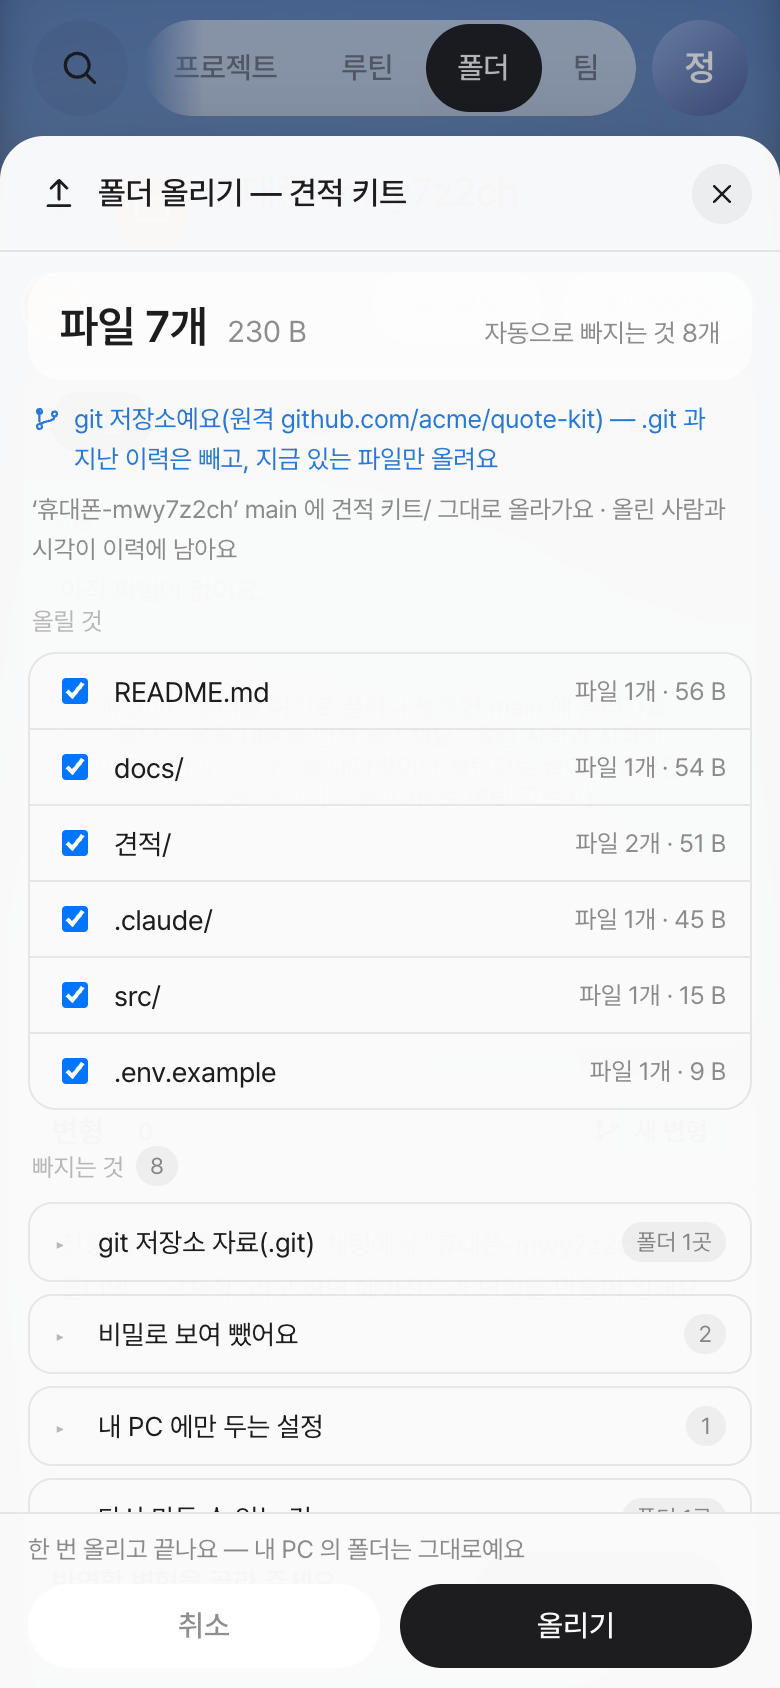 프로젝트 루틴 폴더 팀 정
폴더 올리기 — 견적 키트
파일 7개 230 B 자동으로 빠지는 것 8개
git 저장소예요(원격 github.com/acme/quote-kit) — .git 과
지난 이력은 빼고, 지금 있는 파일만 올려요
‘휴대폰-mwy7z2ch’ main 에 견적 키트/ 그대로 올라가요 · 올린 사람과
시각이 이력에 남아요
올릴 것
README.md 파일 1개 · 56 B
docs/ 파일 1개 · 54 B
견적/ 파일 2개 · 51 B
.claude/ 파일 1개 · 45 B
src/ 파일 1개 · 15 B
.env.example 파일 1개 · 9 B
변형 0 새 변형
빠지는 것 8
git 저장소 자료(.git) 폴더 1곳
비밀로 보여 뺐어요 2
내 PC 에만 두는 설정 1
한 번 올리고 끝나요 — 내 PC 의 폴더는 그대로예요
취소 올리기